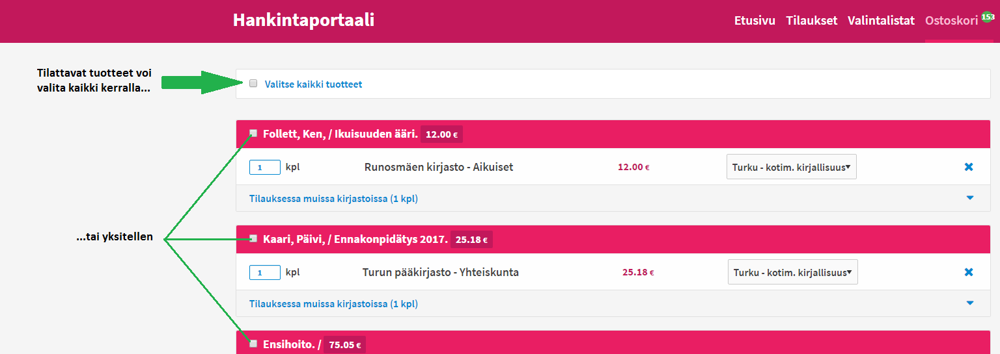 Hankintaportaali
Etusivu Tilaukset Valintalistat Ostoskori 153
Tilattavat tuotteet voi
valita kaikki kerralla...
Valitse kaikki tuotteet
Follett, Ken, / Ikuisuuden ääri. 12.00 €
1 kpl Runosmäen kirjasto - Aikuiset 12.00 € Turku - kotim. kirjallisuus
Tilauksessa muissa kirjastoissa (1 kpl)
...tai yksitellen
Kaari, Päivi, / Ennakonpidätys 2017. 25.18 €
1 kpl Turun pääkirjasto - Yhteiskunta 25.18 € Turku - kotim. kirjallisuus
Tilauksessa muissa kirjastoissa (1 kpl)
Ensihoito. / 75.05 €